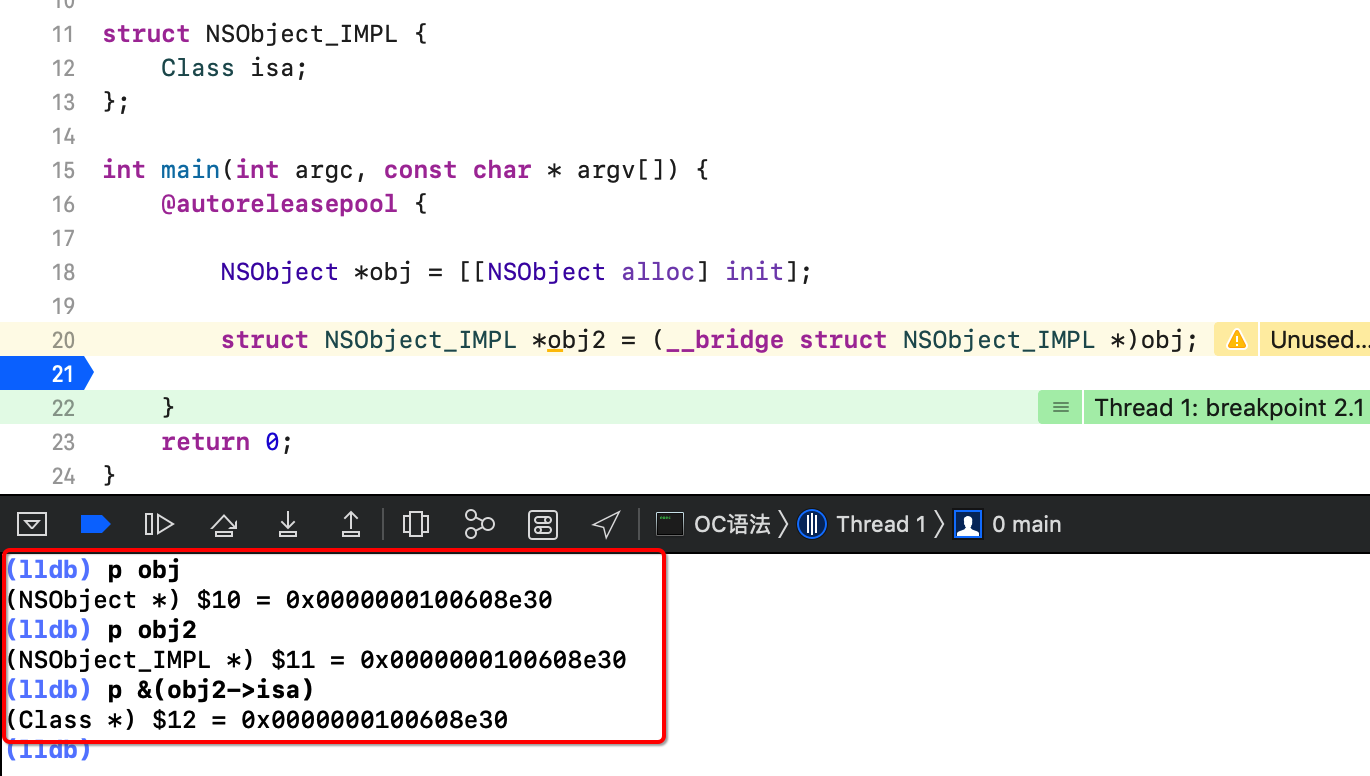 10
11 struct NSObject_IMPL {
12 Class isa;
13 };
14
15 int main(int argc, const char * argv[]) {
16 @autoreleasepool {
17
18 NSObject *obj = [[NSObject alloc] init];
19
20 struct NSObject_IMPL *obj2 = (__bridge struct NSObject_IMPL *)obj; Unused...
21
22 } Thread 1: breakpoint 2.1
23 return 0;
24 }
OC语法 Thread 1 0 main
(lldb) p obj
(NSObject *) $10 = 0x0000000100608e30
(lldb) p obj2
(NSObject_IMPL *) $11 = 0x0000000100608e30
(lldb) p &(obj2->isa)
(Class *) $12 = 0x0000000100608e30
(lldb)